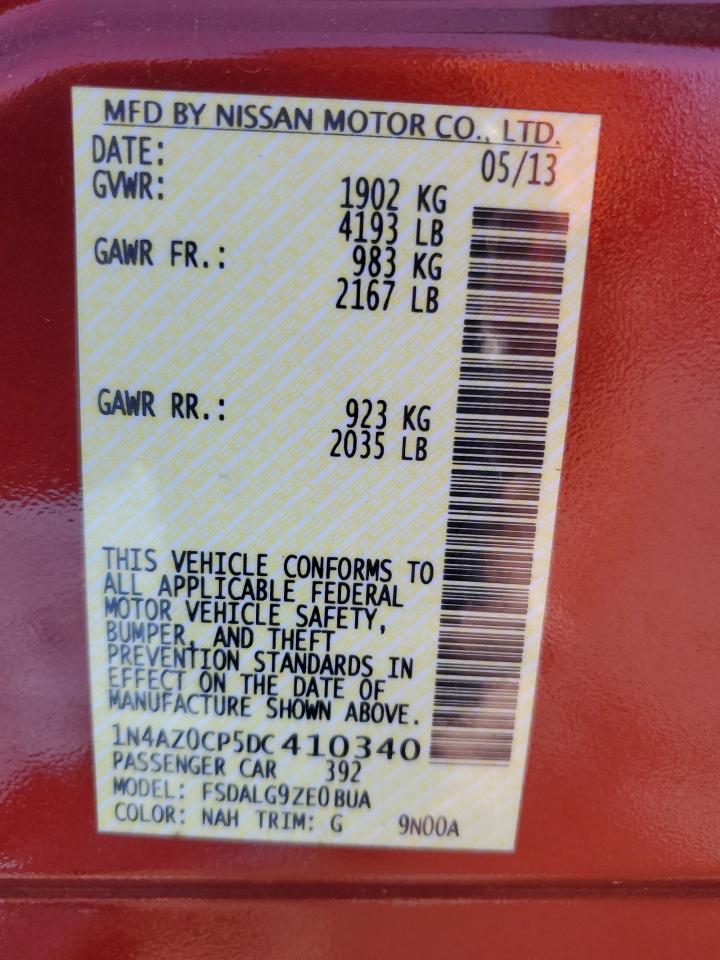 MFD BY NISSAN MOTOR CO., LTD.
DATE: 05/13
GVWR: 1902 KG
4193 LB
GAWR FR.: 983 KG
2167 LB
GAWR RR.: 923 KG
2035 LB
THIS VEHICLE CONFORMS TO
ALL APPLICABLE FEDERAL
MOTOR VEHICLE SAFETY,
BUMPER, AND THEFT
PREVENTION STANDARDS IN
EFFECT ON THE DATE OF
MANUFACTURE SHOWN ABOVE.
1N4AZ0CP5DC410340
PASSENGER CAR 392
MODEL: FSDALG9ZE0BUA
COLOR: NAH TRIM: G 9N00A